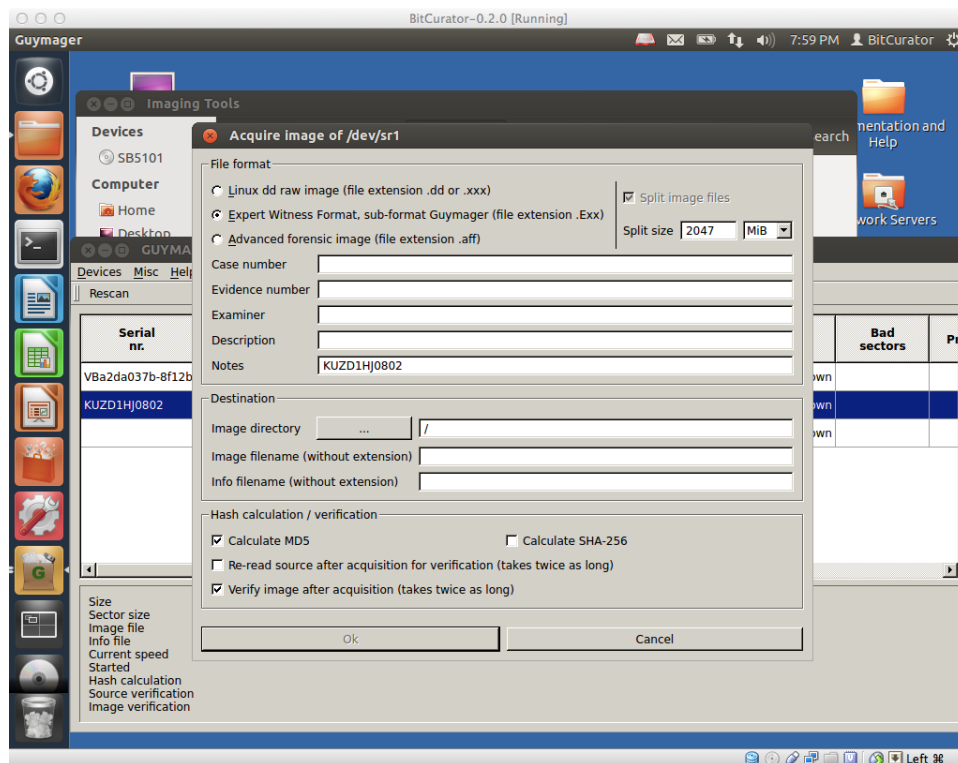 BitCurator-0.2.0 [Running]
Guymager
7:59 PM BitCurator
Imaging Tools
Devices
SB5101
Computer
Home
Desktop
earch
mentation and
Help
work Servers
Acquire image of /dev/sr1
File format
Linux dd raw image (file extension .dd or .xxx)
Expert Witness Format, sub-format Guymager (file extension .Exx)
Advanced forensic image (file extension .aff)
Split image files
Split size 2047 MiB
Case number
Evidence number
Examiner
Description
Notes KUZD1HJ0802
Destination
Image directory ... /
Image filename (without extension)
Info filename (without extension)
Hash calculation / verification
Calculate MD5 Calculate SHA-256
Re-read source after acquisition for verification (takes twice as long)
Verify image after acquisition (takes twice as long)
Ok Cancel
GUYMA
Devices Misc Help
Rescan
Serial
nr.
Bad
sectors
Pr
VBa2da037b-8f12b
own
KUZD1HJ0802
own
own
Size
Sector size
Image file
Info file
Current speed
Started
Hash calculation
Source verification
Image verification
G
Left ⌘